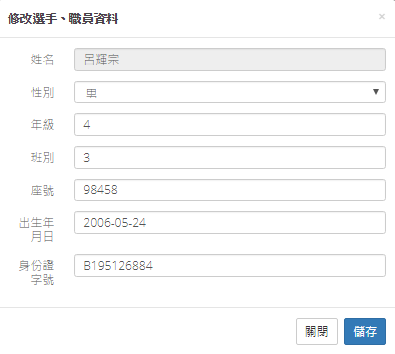 修改選手、職員資料 ×
姓名 呂輝宗
性別 男
年級 4
班別 3
座號 98458
出生年 2006-05-24
月日
身份證 B195126884
字號
關閉 儲存